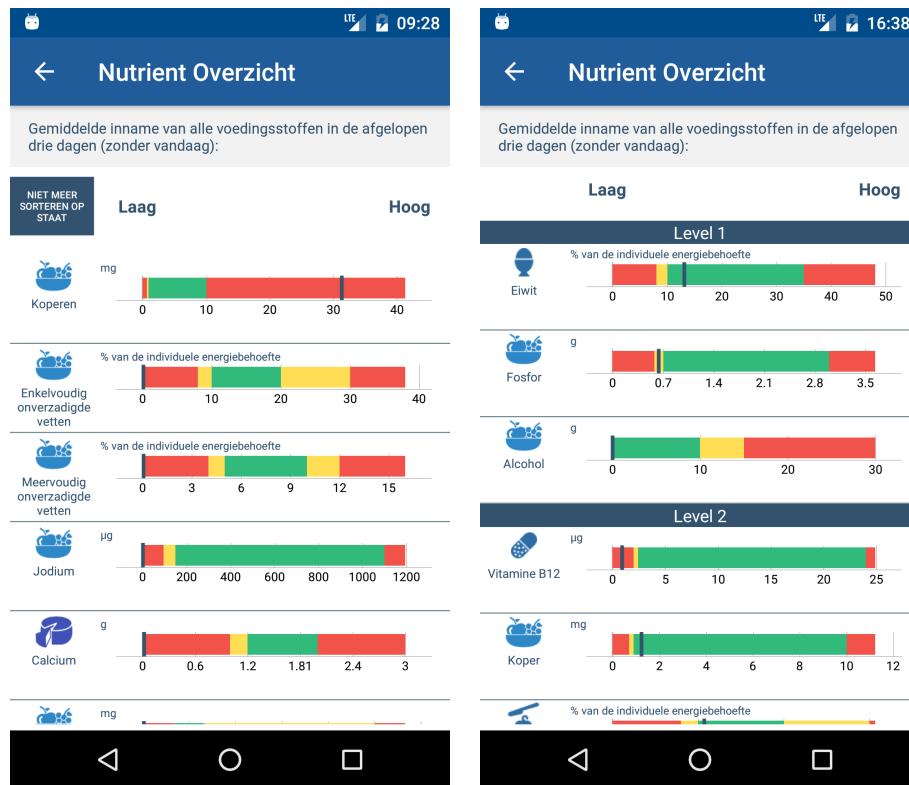 LTE 09:28
Nutrient Overzicht
Gemiddelde inname van alle voedingsstoffen in de afgelopen
drie dagen (zonder vandaag):
NIET MEER
SORTEREN OP
STAAT
Laag Hoog
mg
Koperen
0 10 20 30 40
% van de individuele energiebehoefte
Enkelvoudig
onverzadigde
vetten
0 10 20 30 40
% van de individuele energiebehoefte
Meervoudig
onverzadigde
vetten
0 3 6 9 12 15
µg
Jodium
0 200 400 600 800 1000 1200
g
Calcium
0 0.6 1.2 1.81 2.4 3
mg
LTE 16:38
Nutrient Overzicht
Gemiddelde inname van alle voedingsstoffen in de afgelopen
drie dagen (zonder vandaag):
Laag Hoog
Level 1
% van de individuele energiebehoefte
Eiwit
0 10 20 30 40 50
g
Fosfor
0 0.7 1.4 2.1 2.8 3.5
g
Alcohol
0 10 20 30
Level 2
µg
Vitamine B12
0 5 10 15 20 25
mg
Koper
0 2 4 6 8 10 12
% van de individuele energiebehoefte